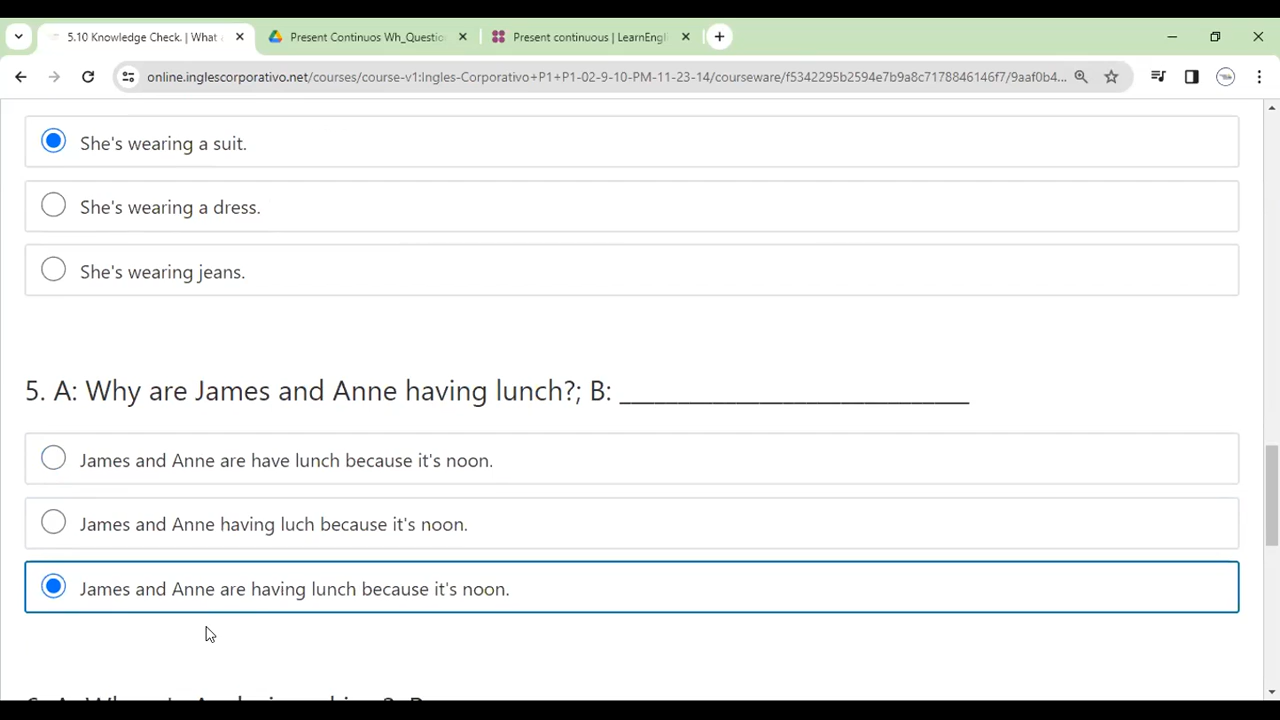 5.10 Knowledge Check. | What
Present Continuos Wh_Questio
Present continuous | LearnEngli
online.inglescorporativo.net/courses/course-v1:Ingles-Corporativo+P1+P1-02-9-10-PM-11-23-14/courseware/f5342295b2594e7b9a8c7178846146f7/9aaf0b4...
She's wearing a suit.
She's wearing a dress.
She's wearing jeans.
5. A: Why are James and Anne having lunch?; B: ____________________________
James and Anne are have lunch because it's noon.
James and Anne having luch because it's noon.
James and Anne are having lunch because it's noon.